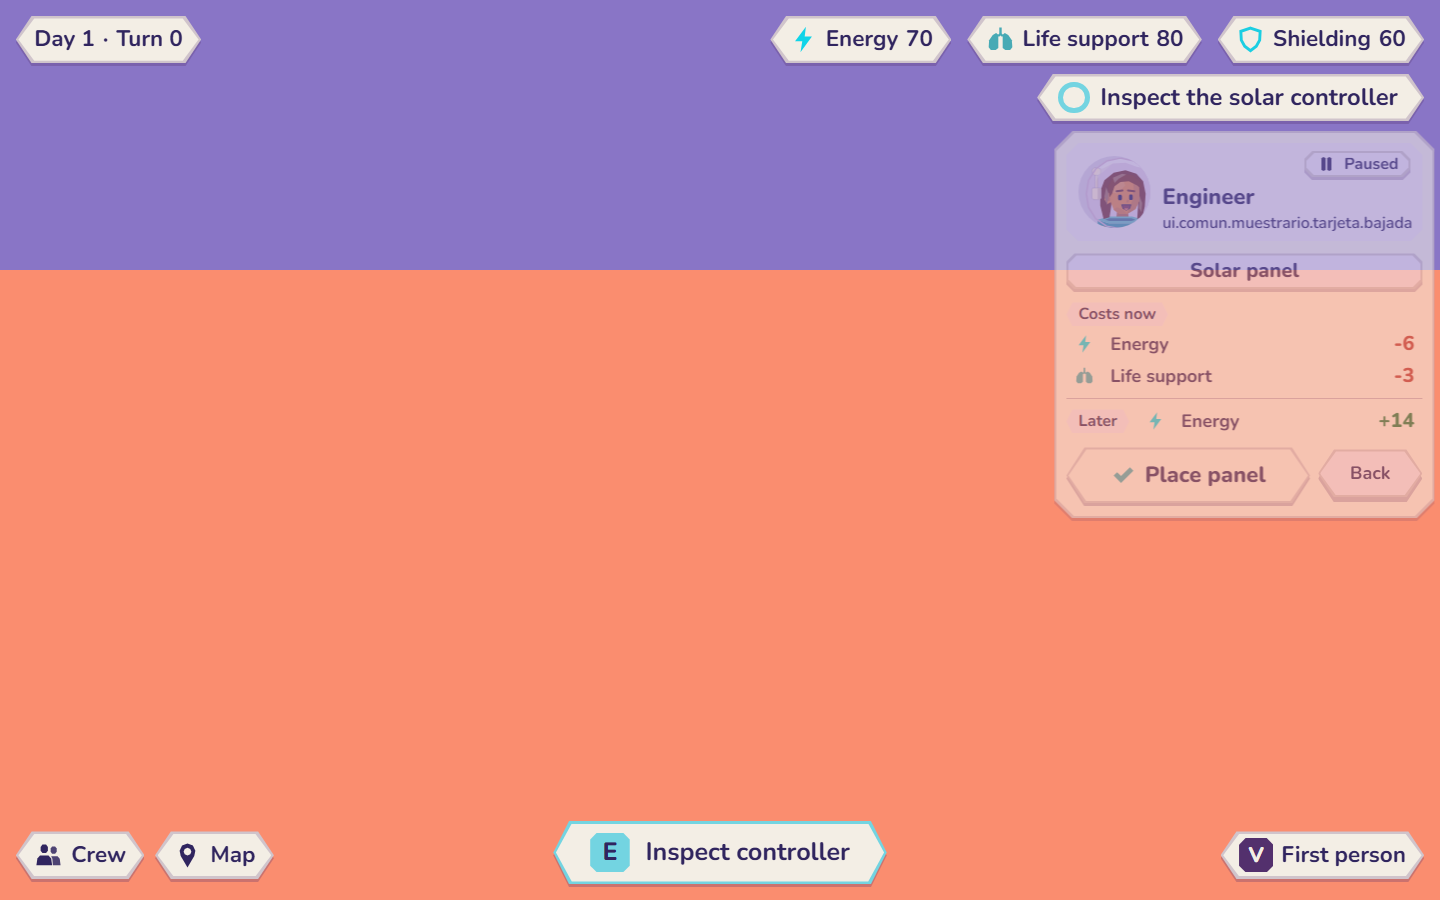 Day 1 · Turn 0
Energy 70
Life support 80
Shielding 60
Inspect the solar controller
Paused
Engineer
ui.comun.muestrario.tarjeta.bajada
Solar panel
Costs now
Energy -6
Life support -3
Later Energy +14
Place panel
Back
Crew
Map
E Inspect controller
V First person